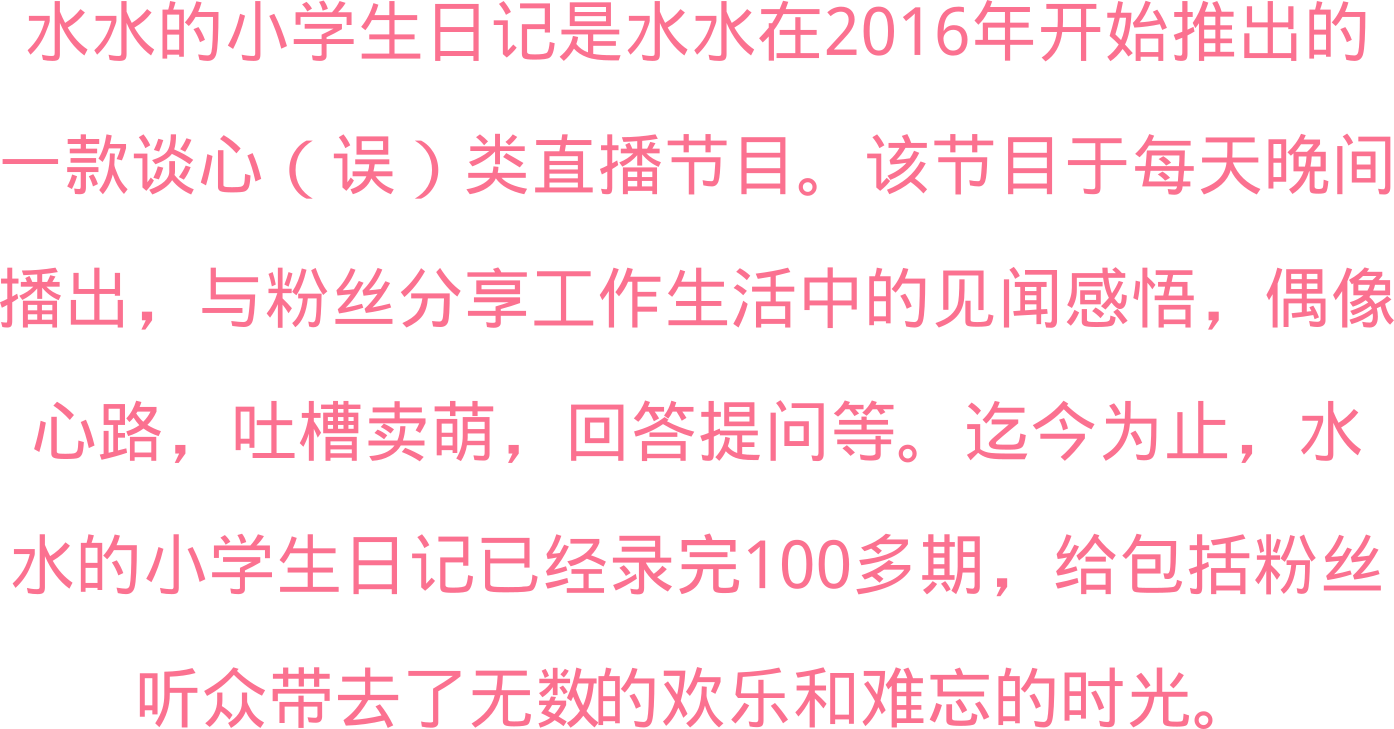 水水的小学生日记是水水在2016年开始推出的
一款谈心（误）类直播节目。该节目于每天晚间
播出，与粉丝分享工作生活中的见闻感悟，偶像
心路，吐槽卖萌，回答提问等。迄今为止，水
水的小学生日记已经录完100多期，给包括粉丝
听众带去了无数的欢乐和难忘的时光。